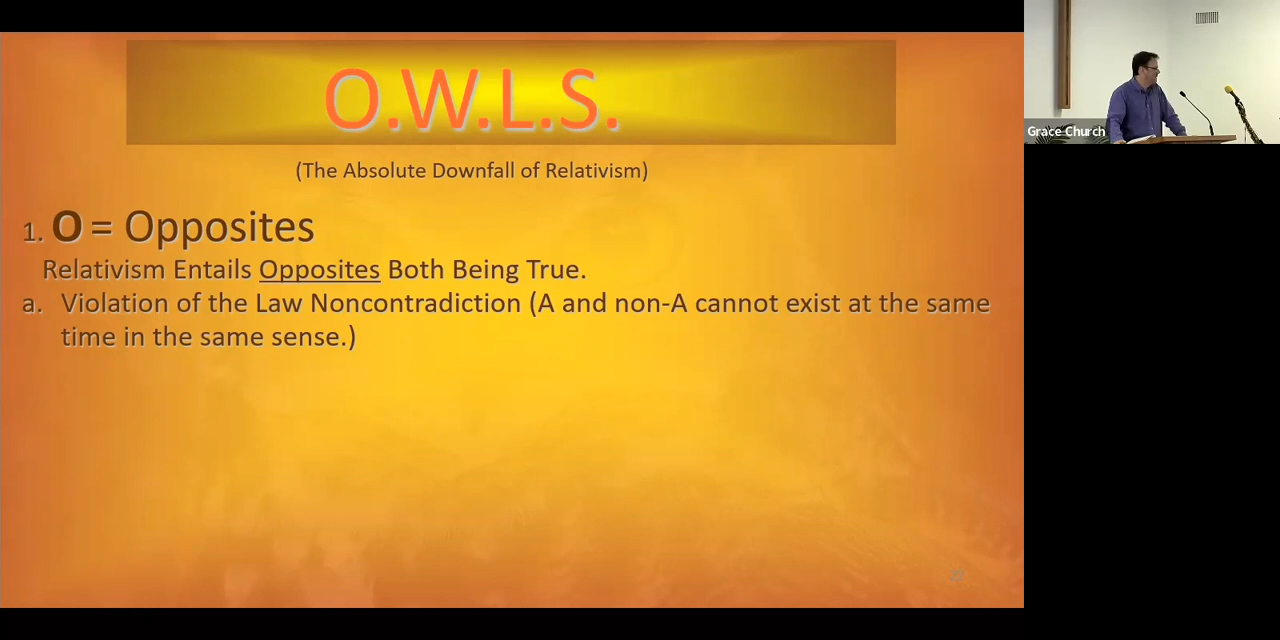 O.W.L.S.
(The Absolute Downfall of Relativism)
1. O = Opposites
Relativism Entails Opposites Both Being True.
a. Violation of the Law Noncontradiction (A and non-A cannot exist at the same
time in the same sense.)
Grace Church